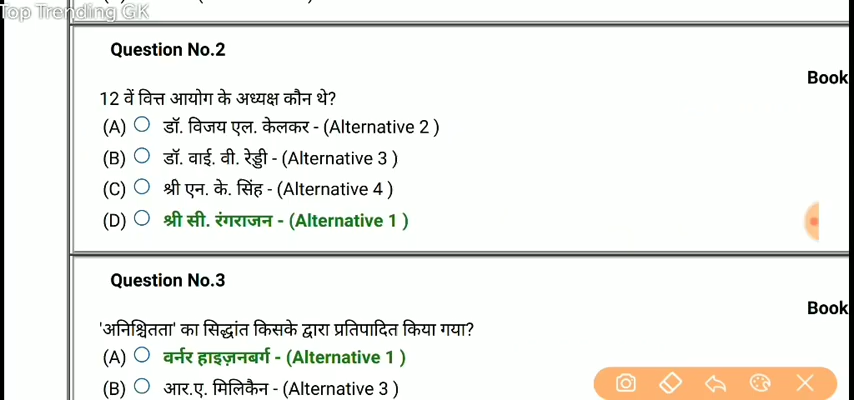 Top Trending GK
Question No.2
Book
12 वें वित्त आयोग के अध्यक्ष कौन थे?
(A) डॉ. विजय एल. केलकर - (Alternative 2 )
(B) डॉ. वाई. वी. रेड्डी - (Alternative 3 )
(C) श्री एन. के. सिंह - (Alternative 4 )
(D) श्री सी. रंगराजन - (Alternative 1 )
Question No.3
Book
'अनिश्चितता' का सिद्धांत किसके द्वारा प्रतिपादित किया गया?
(A) वर्नर हाइज़नबर्ग - (Alternative 1 )
(B) आर.ए. मिलिकैन - (Alternative 3 )